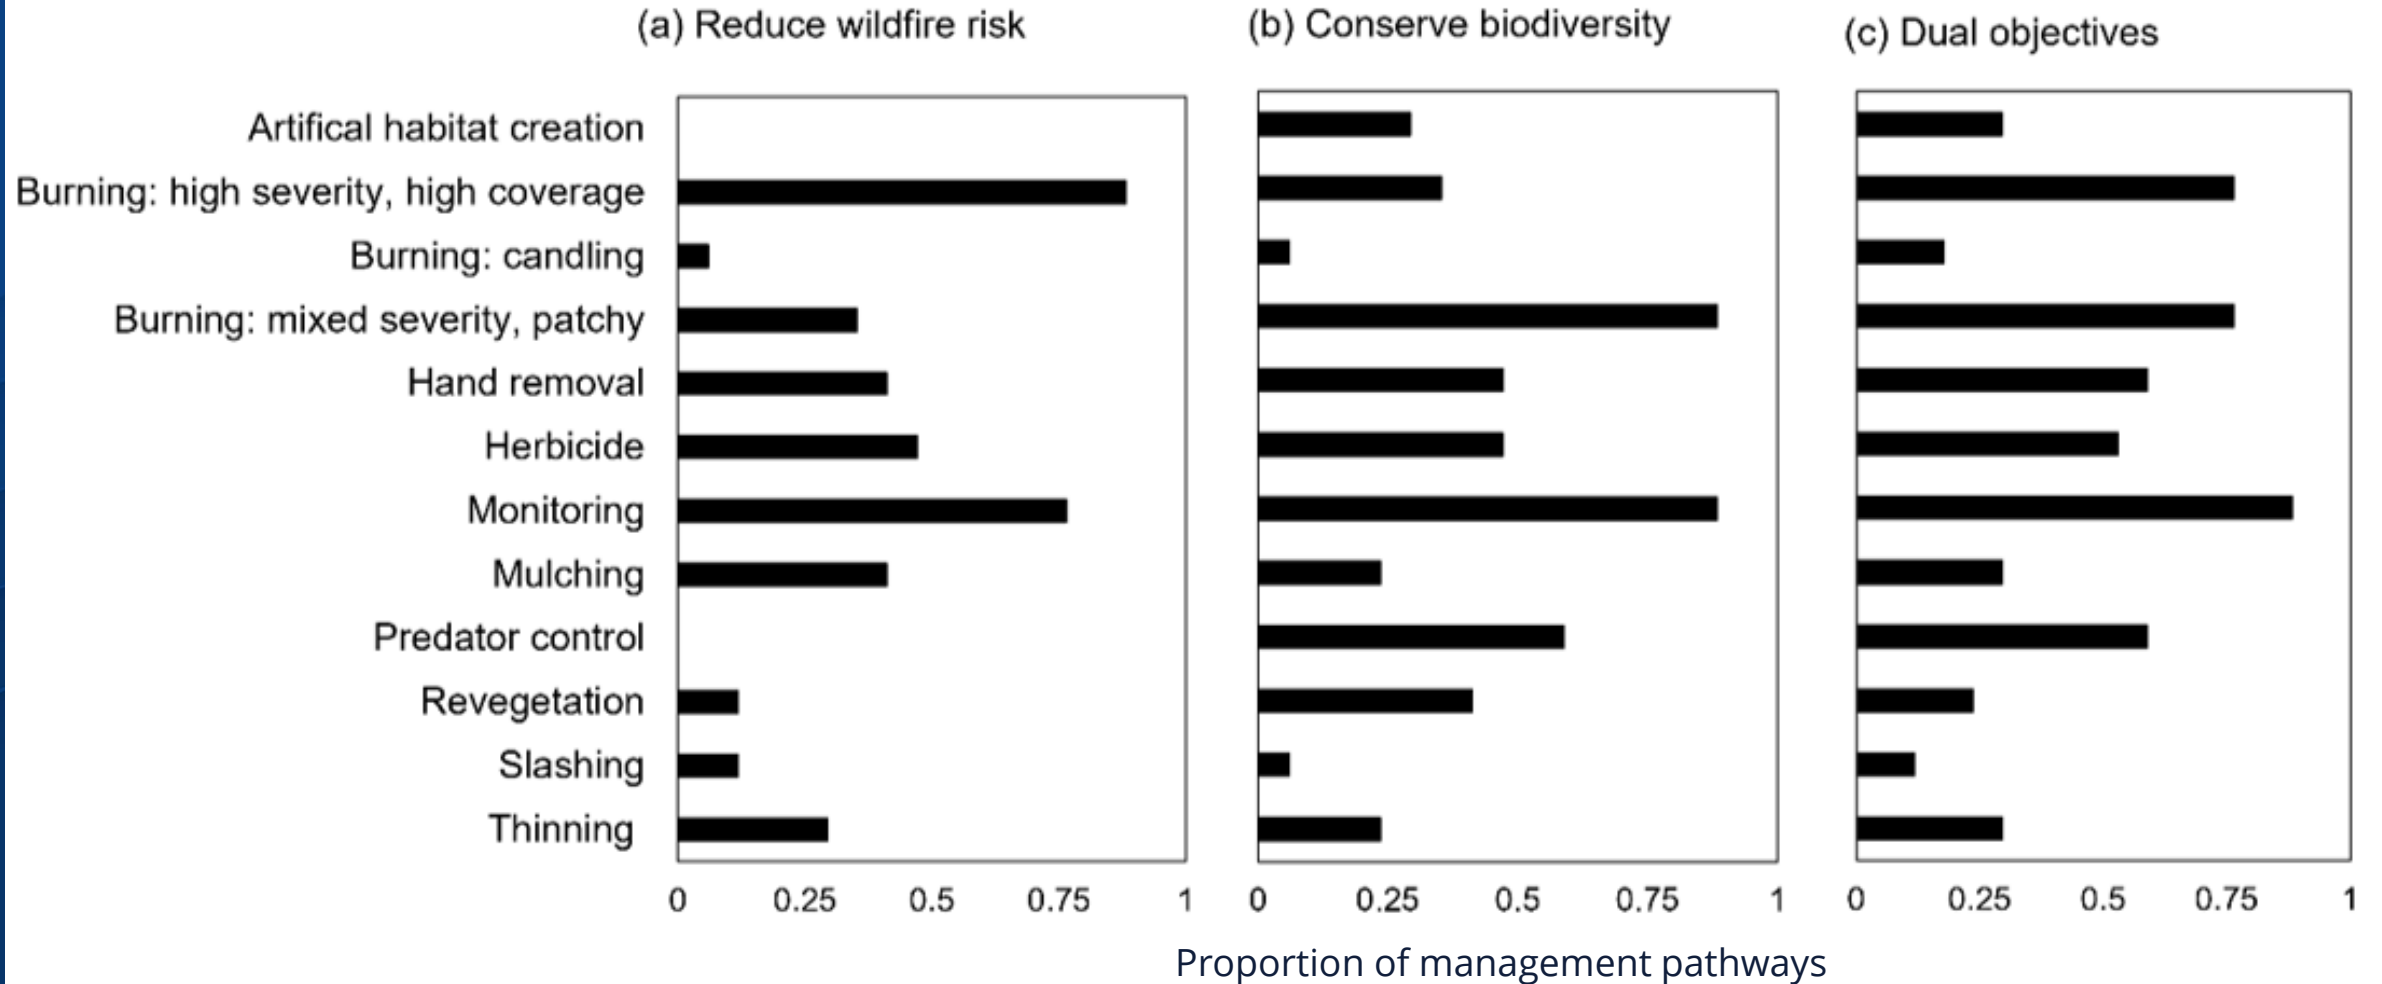 (a) Reduce wildfire risk
(b) Conserve biodiversity
(c) Dual objectives
Artifical habitat creation
Burning: high severity, high coverage
Burning: candling
Burning: mixed severity, patchy
Hand removal
Herbicide
Monitoring
Mulching
Predator control
Revegetation
Slashing
Thinning
0 0.25 0.5 0.75 1
0 0.25 0.5 0.75 1
0 0.25 0.5 0.75 1
Proportion of management pathways